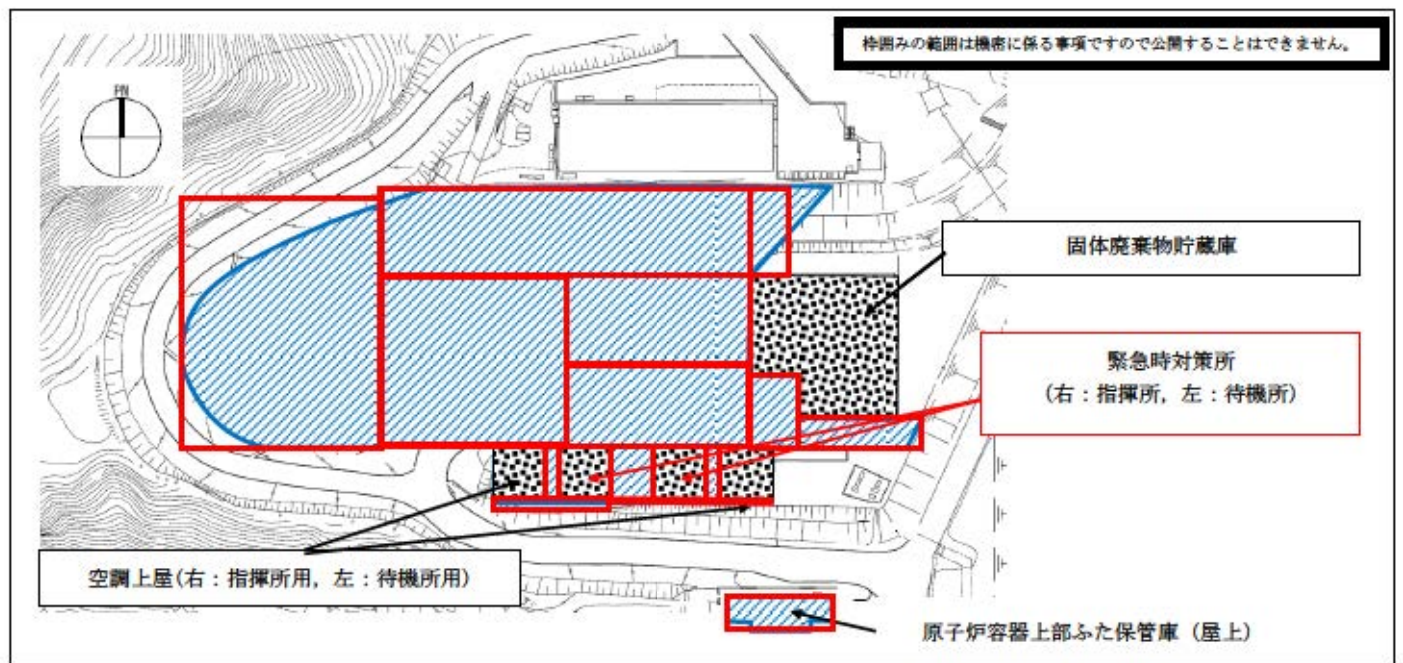 枠囲みの範囲は機密に係る事項ですので公開することはできません。
PN
固体廃棄物貯蔵庫
緊急時対策所
(右:指揮所,左:待機所)
空調上屋(右:指揮所用,左:待機所用)
原子炉容器上部ふた保管庫(屋上)